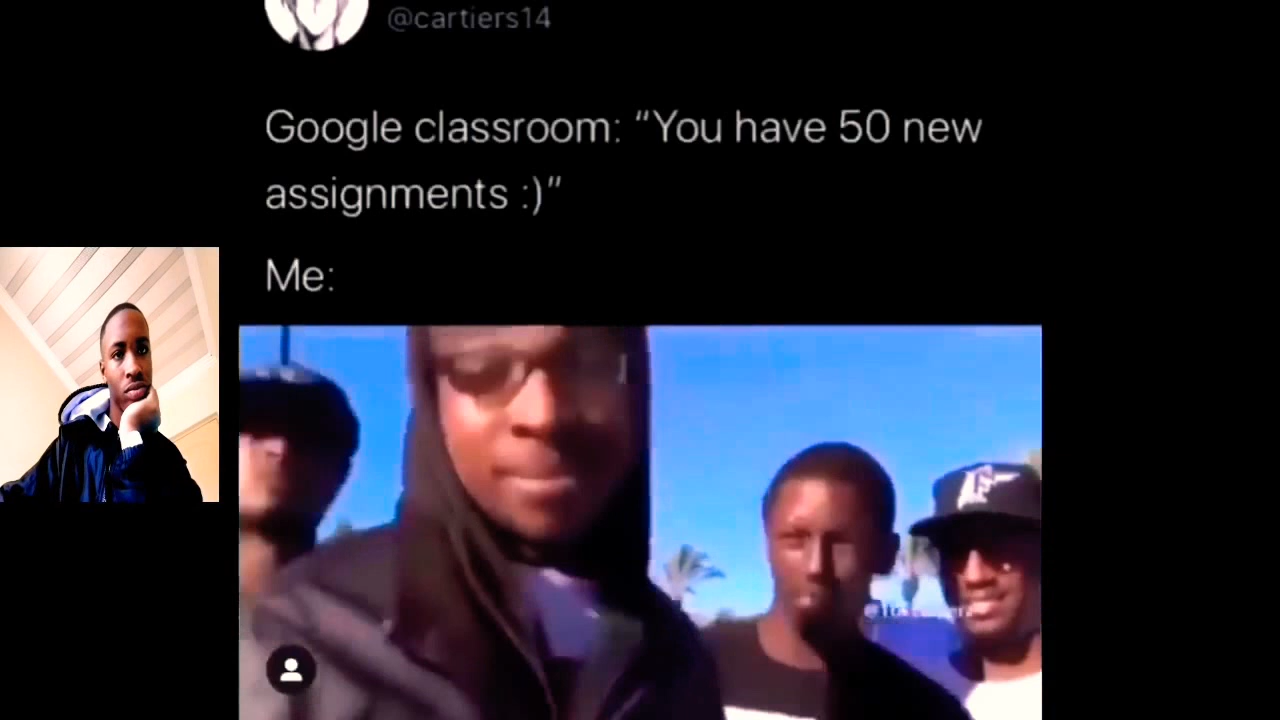 @cartiers14
Google classroom: “You have 50 new
assignments :)”
Me: